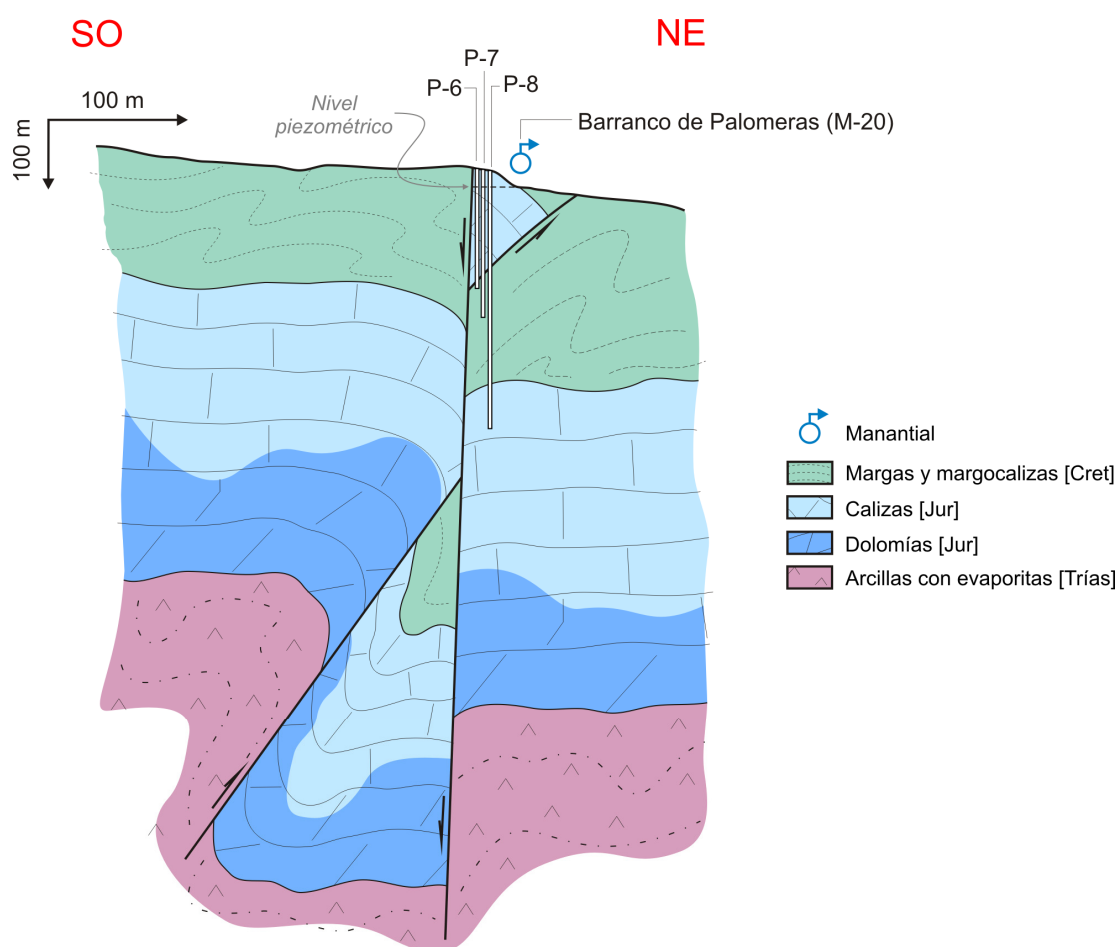 SO
NE
P-7
P-6
P-8
100 m
100 m
Nivel
piezométrico
Barranco de Palomeras (M-20)
Manantial
Margas y margocalizas [Cret]
Calizas [Jur]
Dolomías [Jur]
Arcillas con evaporitas [Trías]